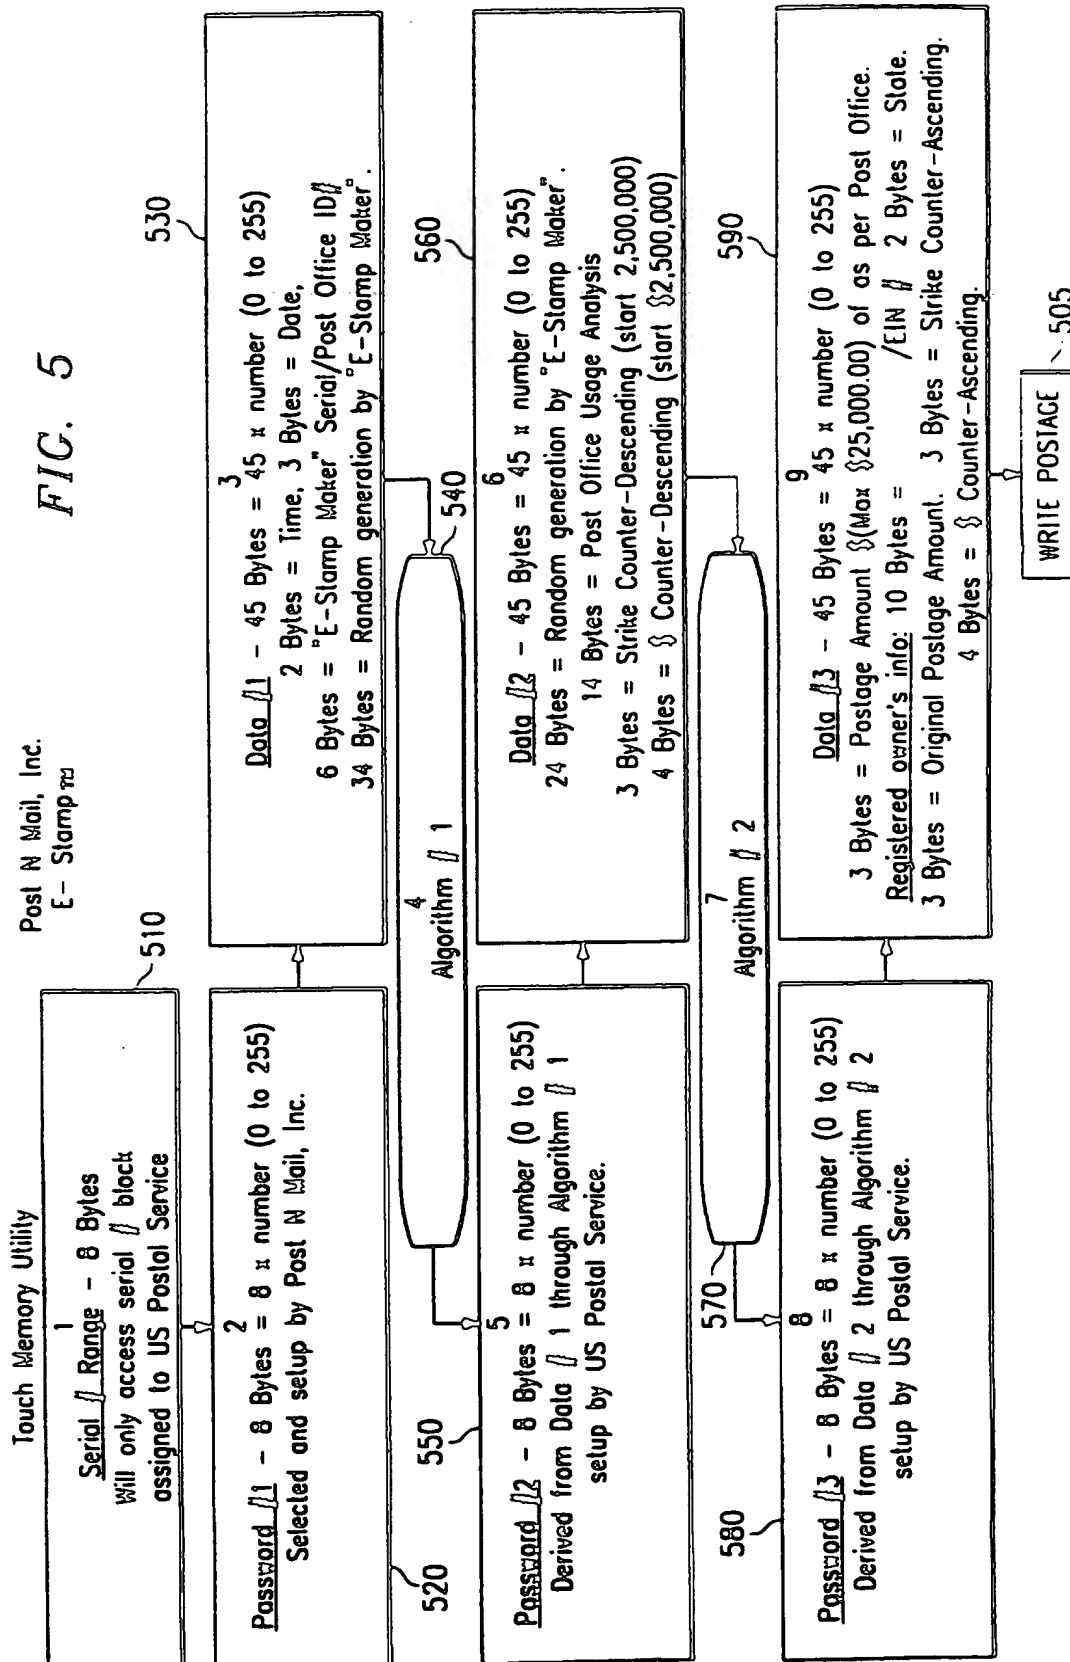 Post N Mail, Inc.
E- Stamp™
FIG. 5
Touch Memory Utility
1
Serial # Range - 8 Bytes
Will only access serial # block
assigned to US Postal Service
510
2
Password #1 - 8 Bytes = 8 x number (0 to 255)
Selected and setup by Post N Mail, Inc.
520
3
Data #1 - 45 Bytes = 45 x number (0 to 255)
2 Bytes = Time, 3 Bytes = Date,
6 Bytes = "E-Stamp Maker" Serial/Post Office ID#
34 Bytes = Random generation by "E-Stamp Maker".
530
4
Algorithm # 1
540
5
Password #2 - 8 Bytes = 8 x number (0 to 255)
Derived from Data # 1 through Algorithm # 1
setup by US Postal Service.
550
6
Data #2 - 45 Bytes = 45 x number (0 to 255)
24 Bytes = Random generation by "E-Stamp Maker".
14 Bytes = Post Office Usage Analysis
3 Bytes = Strike Counter-Descending (start 2,500,000)
4 Bytes = $ Counter-Descending (start $2,500,000)
560
7
Algorithm # 2
570
8
Password #3 - 8 Bytes = 8 x number (0 to 255)
Derived from Data # 2 through Algorithm # 2
setup by US Postal Service.
580
9
Data #3 - 45 Bytes = 45 x number (0 to 255)
3 Bytes = Postage Amount $(Max $25,000.00) of as per Post Office.
Registered owner's info: 10 Bytes = /EIN # 2 Bytes = State.
3 Bytes = Original Postage Amount. 3 Bytes = Strike Counter-Ascending.
4 Bytes = $ Counter-Ascending.
590
WRITE POSTAGE
505